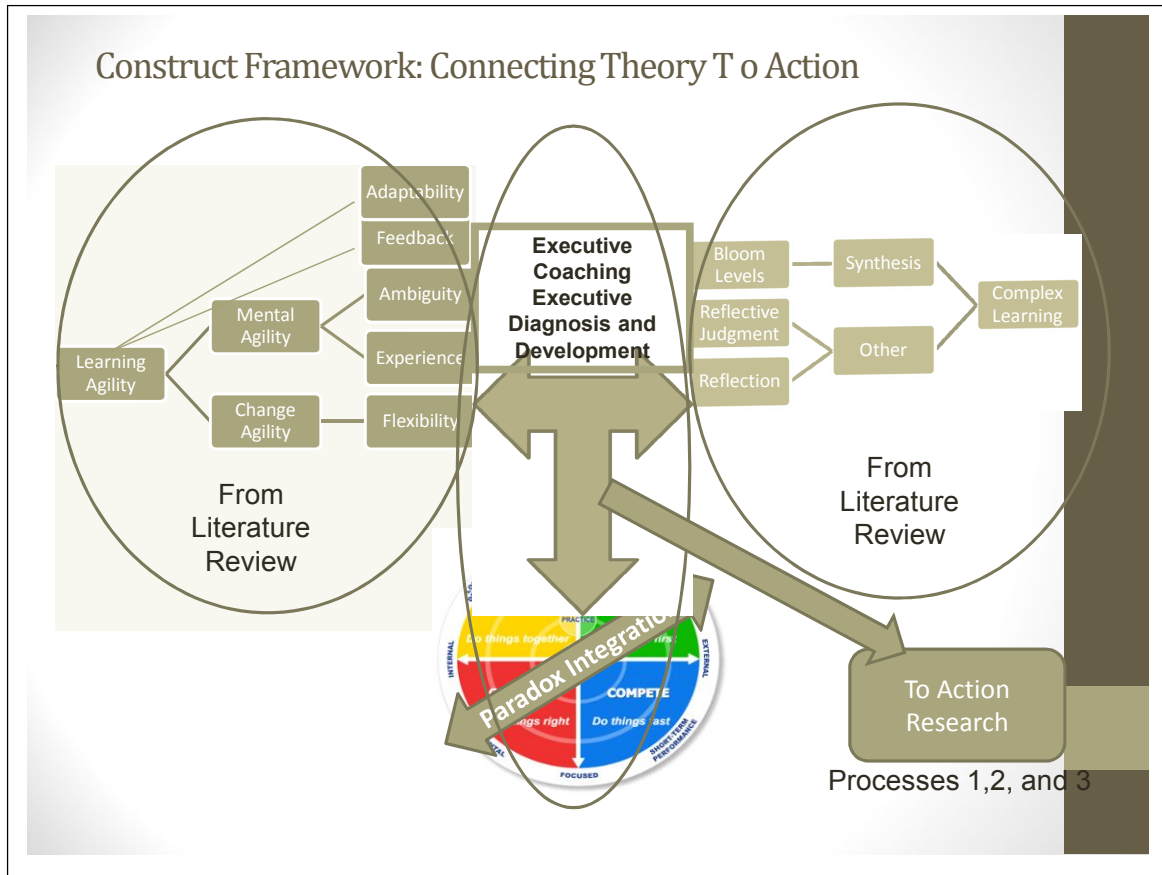 Construct Framework: Connecting Theory T o Action
Adaptability
Feedback
Ambiguity
Mental
Agility
Experience
Learning
Agility
Change
Agility
Flexibility
From
Literature
Review
Executive
Coaching
Executive
Diagnosis and
Development
Bloom
Levels
Synthesis
Reflective
Judgment
Complex
Learning
Other
Reflection
From
Literature
Review
PRACTICE
Do things together
first
INTERNAL
EXTERNAL
Paradox Integration
COMPETE
things right
Do things fast
SHORT-TERM
PERFORMANCE
FOCUSED
To Action
Research
Processes 1,2, and 3